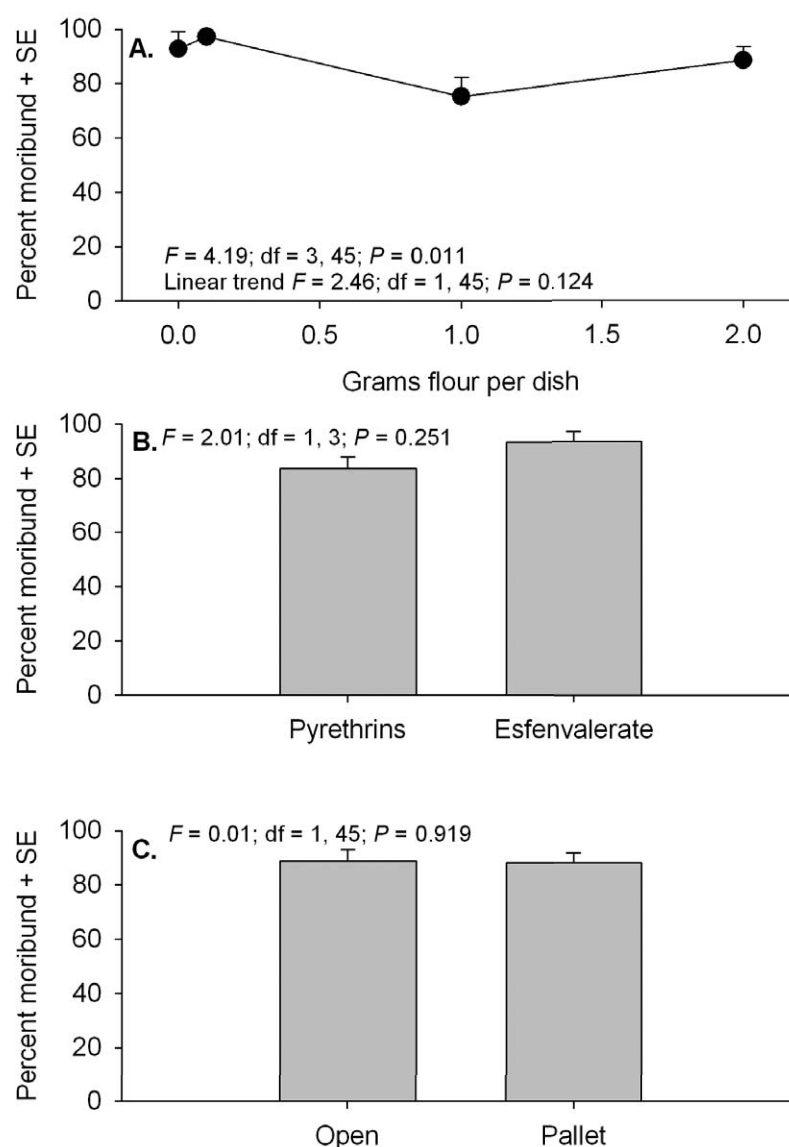 Percent moribund + SE
100
80
60
40
20
0
A.
F = 4.19; df = 3, 45; P = 0.011
Linear trend F = 2.46; df = 1, 45; P = 0.124
0.0 0.5 1.0 1.5 2.0
Grams flour per dish
Percent moribund + SE
100
80
60
40
20
0
B. F = 2.01; df = 1, 3; P = 0.251
Pyrethrins Esfenvalerate
Percent moribund + SE
100
80
60
40
20
0
C. F = 0.01; df = 1, 45; P = 0.919
Open Pallet